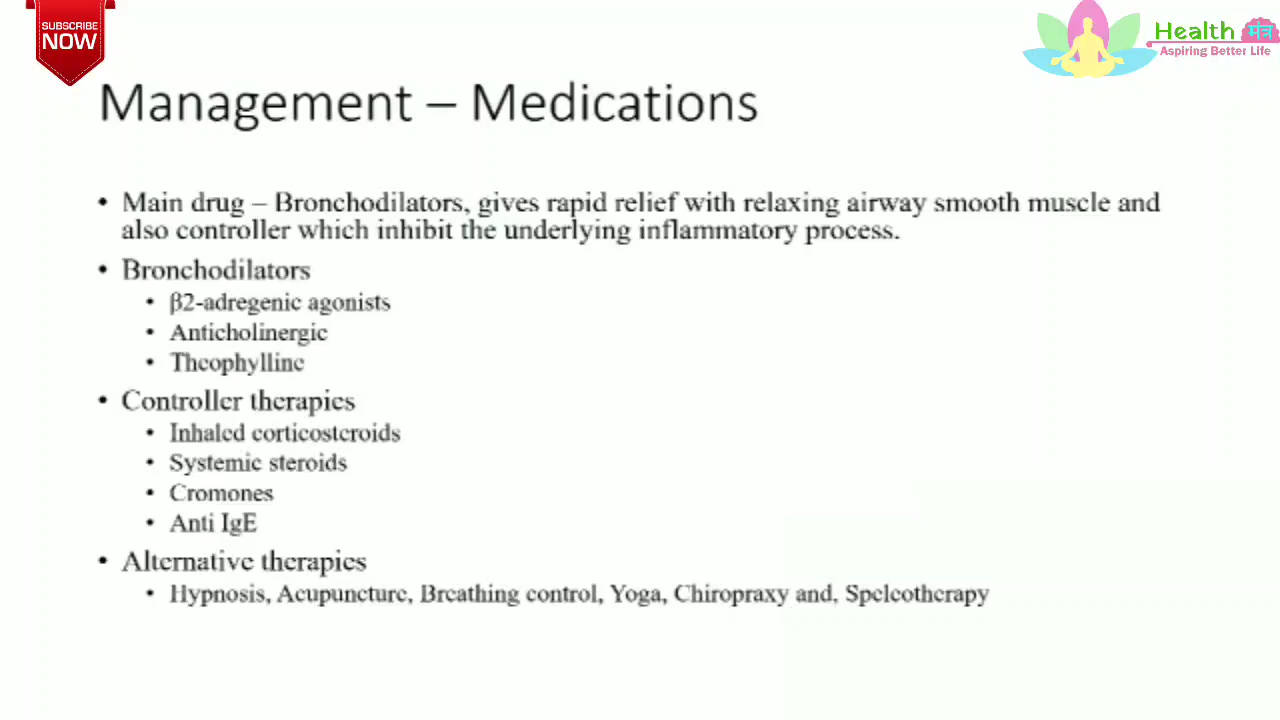 SUBSCRIBE
NOW
Health मंत्र
Aspiring Better Life
Management – Medications
• Main drug – Bronchodilators, gives rapid relief with relaxing airway smooth muscle and
also controller which inhibit the underlying inflammatory process.
• Bronchodilators
• β2-adregenic agonists
• Anticholinergic
• Theophylline
• Controller therapies
• Inhaled corticosteroids
• Systemic steroids
• Cromones
• Anti IgE
• Alternative therapies
• Hypnosis, Acupuncture, Breathing control, Yoga, Chiropraxy and, Speleotherapy